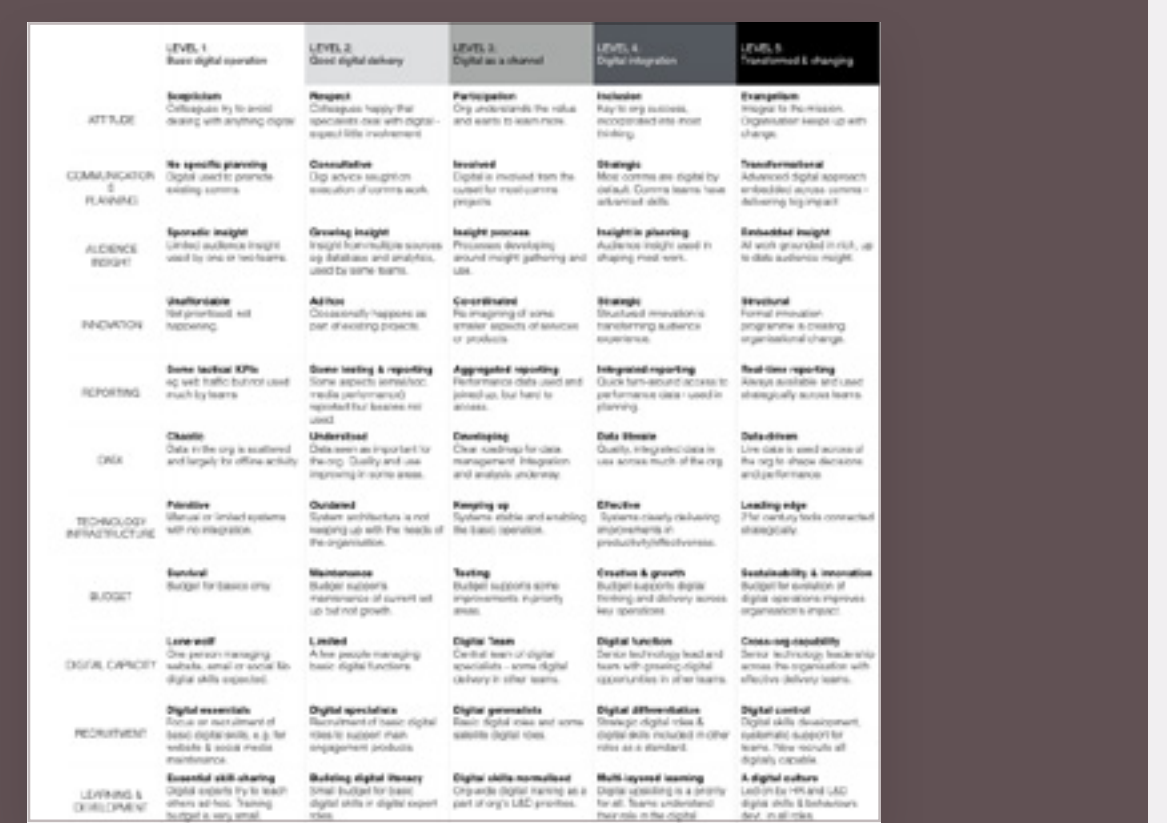 LEVEL 1:
Basic digital operation
LEVEL 2:
Good digital delivery
LEVEL 3:
Digital as a channel
LEVEL 4:
Digital integration
LEVEL 5:
Transformed & changing
ATTITUDE
Scepticism
Colleagues try to avoid
dealing with anything digital
Respect
Colleagues happy that
specialists deal with digital -
expect little involvement
Participation
Org understands the value
and wants to learn more.
Inclusion
Key to org success,
incorporated into most
thinking.
Evangelism
Integral to the mission.
Organisation keeps up with
change.
COMMUNICATION
S
PLANNING
No specific planning
Digital used to promote
existing comms.
Consultative
Digi advice sought on
execution of comms work.
Involved
Digital is involved from the
outset for most comms
projects.
Strategic
Most comms are digital by
default. Comms teams have
advanced skills.
Transformational
Advanced digital approach
embedded across comms -
delivering big impact
AUDIENCE
INSIGHT
Sporadic insight
Limited audience insight
used by one or two teams.
Growing insight
Insight from multiple sources
eg database and analytics,
used by some teams.
Insight process
Processes developing
around insight gathering and
use.
Insight in planning
Audience insight used in
shaping most work.
Embedded insight
All work grounded in rich, up
to date audience insight.
INNOVATION
Unaffordable
Not prioritised, not
happening.
Ad hoc
Occasionally happens as
part of existing projects.
Co-ordinated
Re-imagining of some
smaller aspects of services
or products.
Strategic
Structured innovation is
transforming audience
experience.
Structural
Formal innovation
programme is creating
organisational change.
REPORTING
Some tactical KPIs
eg web traffic but not used
much by teams
Some testing & reporting
Some aspects
media performance)
reported but lessons not
used.
Aggregated reporting
Performance data used and
joined up, but hard to
access.
Integrated reporting
Quick turn-around access to
performance data - used in
planning.
Real-time reporting
Always available and used
strategically across teams.
DATA
Chaotic
Data in the org is scattered
and largely for offline activity
Understood
Data seen as important for
the org. Quality and use
improving in some areas.
Developing
Clear roadmap for data
management. Integration
and analysis underway.
Data literate
Quality, integrated data in
use across much of the org
Data-driven
Live data is used across of
the org to shape decisions
and performance
TECHNOLOGY
INFRASTRUCTURE
Primitive
Manual or limited systems
with no integration.
Outdated
System architecture is not
keeping up with the needs of
the organisation.
Keeping up
Systems stable and enabling
the basic operation.
Effective
Systems clearly delivering
improvements in
productivity/effectiveness.
Leading edge
21st century tools connected
strategically.
BUDGET
Survival
Budget for basics only.
Maintenance
Budget supports
maintenance of current set
up but not growth.
Testing
Budget supports some
improvements in priority
areas.
Creative & growth
Budget supports digital
thinking and delivery across
key operations
Sustainability & innovation
Budget for evolution of
digital operations improves
organisation's impact.
DIGITAL CAPACITY
Lone-wolf
One person managing
website, email or social. No
digital skills expected.
Limited
A few people managing
basic digital functions.
Digital Team
Central team of digital
specialists - some digital
delivery in other teams.
Digital function
Senior technology lead and
team with growing digital
opportunities in other teams.
Cross-org capability
Senior technology leadership
across the organisation with
effective delivery teams.
RECRUITMENT
Digital essentials
Focus on recruitment of
basic digital skills, e.g. for
website & social media
maintenance.
Digital specialists
Recruitment of basic digital
roles to support main
engagement products.
Digital generalists
Basic digital roles and some
satellite digital roles.
Digital differentiation
Strategic digital roles &
digital skills included in other
roles as a standard.
Digital control
Digital skills development,
systematic support for
teams. New recruits all
digitally capable.
LEARNING &
DEVELOPMENT
Essential skill-sharing
Digital experts try to teach
others ad-hoc. Training
budget is very small.
Building digital literacy
Small budget for basic
digital skills in digital expert
roles.
Digital skills normalised
Org-wide digital training as a
part of org's L&D priorities.
Multi-layered learning
Digital upskilling is a priority
for all. Teams understand
their role in the digital
A digital culture
Led on by HR and L&D
digital skills & behaviours
devt. in all roles.